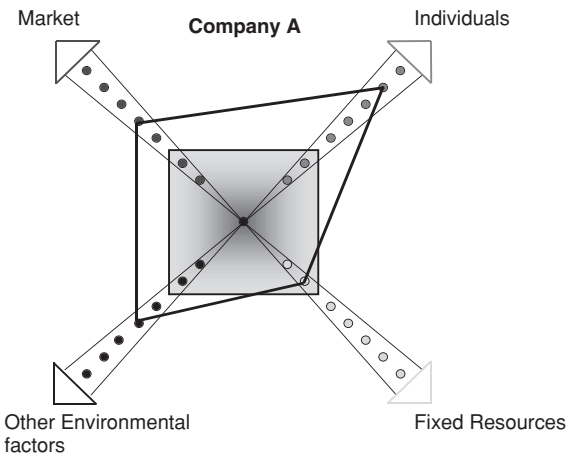 Market
Company A
Individuals
Other Environmental
factors
Fixed Resources